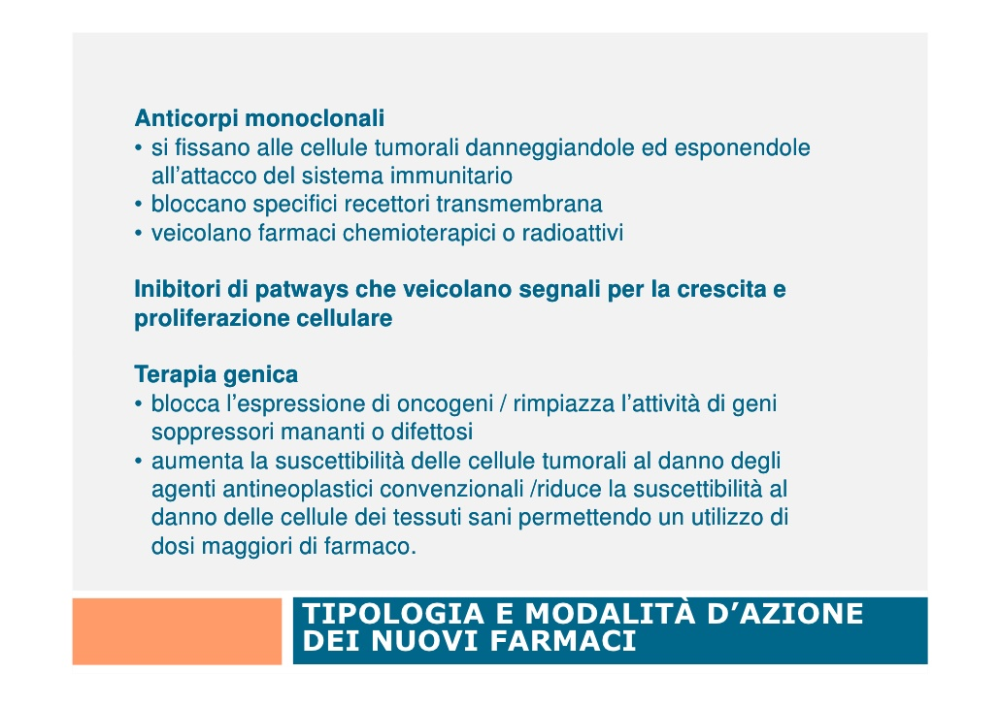 Anticorpi monoclonali
• si fissano alle cellule tumorali danneggiandole ed esponendole
all’attacco del sistema immunitario
• bloccano specifici recettori transmembrana
• veicolano farmaci chemioterapici o radioattivi
Inibitori di patways che veicolano segnali per la crescita e
proliferazione cellulare
Terapia genica
• blocca l’espressione di oncogeni / rimpiazza l’attività di geni
soppressori mananti o difettosi
• aumenta la suscettibilità delle cellule tumorali al danno degli
agenti antineoplastici convenzionali /riduce la suscettibilità al
danno delle cellule dei tessuti sani permettendo un utilizzo di
dosi maggiori di farmaco.
TIPOLOGIA E MODALITÀ D’AZIONE
DEI NUOVI FARMACI